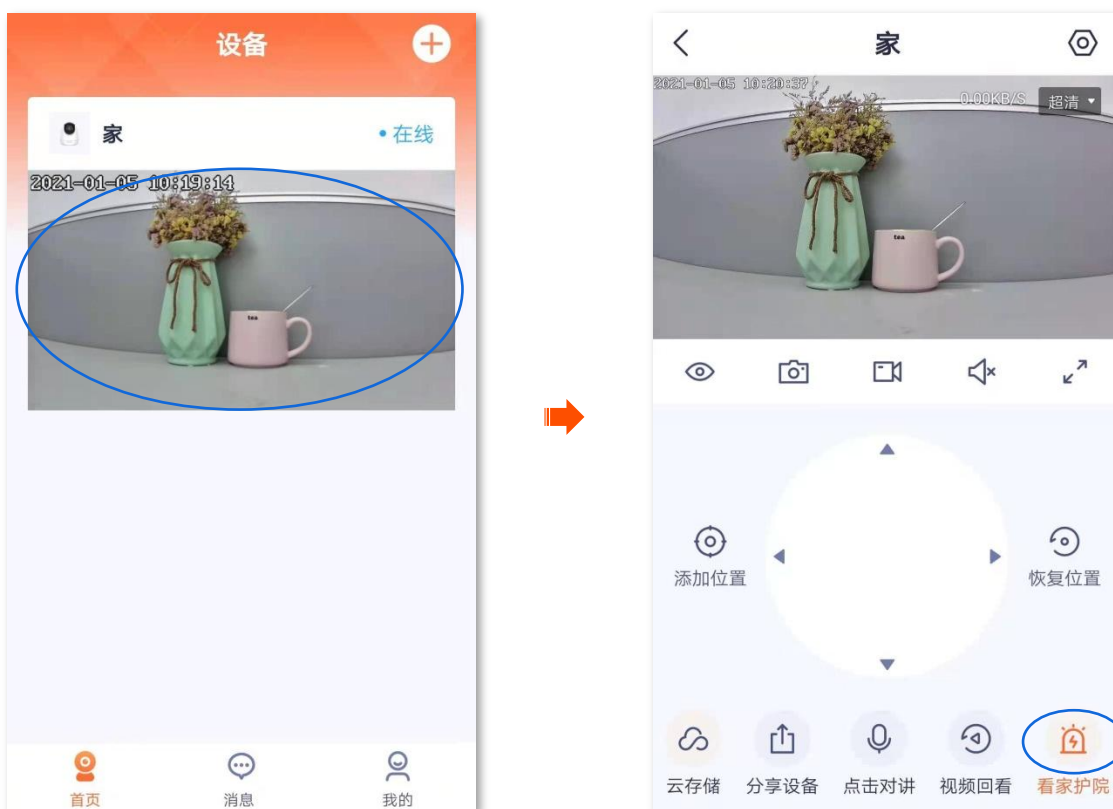 设备
家
在线
2021-01-05 10:19:14
tea
首页
消息
我的
家
2021-01-05 10:20:37
0.00KB/S
超清
tea
添加位置
恢复位置
云存储
分享设备
点击对讲
视频回看
看家护院